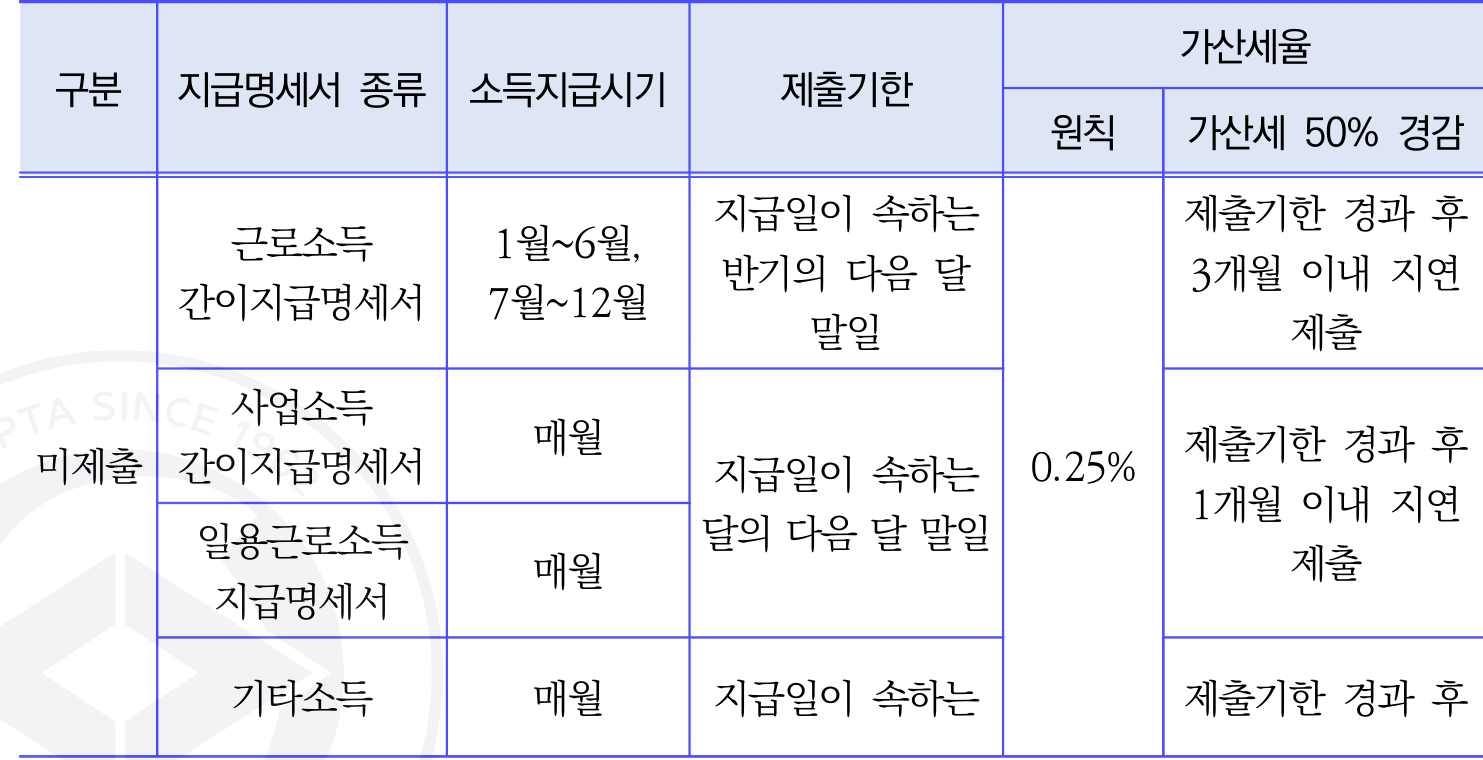 구분
지급명세서 종류
소득지급시기
제출기한
가산세율
원칙
가산세 50% 경감
미제출
근로소득
간이지급명세서
1월~6월,
7월~12월
지급일이 속하는
반기의 다음 달
말일
0.25%
제출기한 경과 후
3개월 이내 지연
제출
사업소득
간이지급명세서
매월
지급일이 속하는
달의 다음 달 말일
제출기한 경과 후
1개월 이내 지연
제출
일용근로소득
지급명세서
매월
기타소득
매월
지급일이 속하는
제출기한 경과 후
PTA SINCE 19